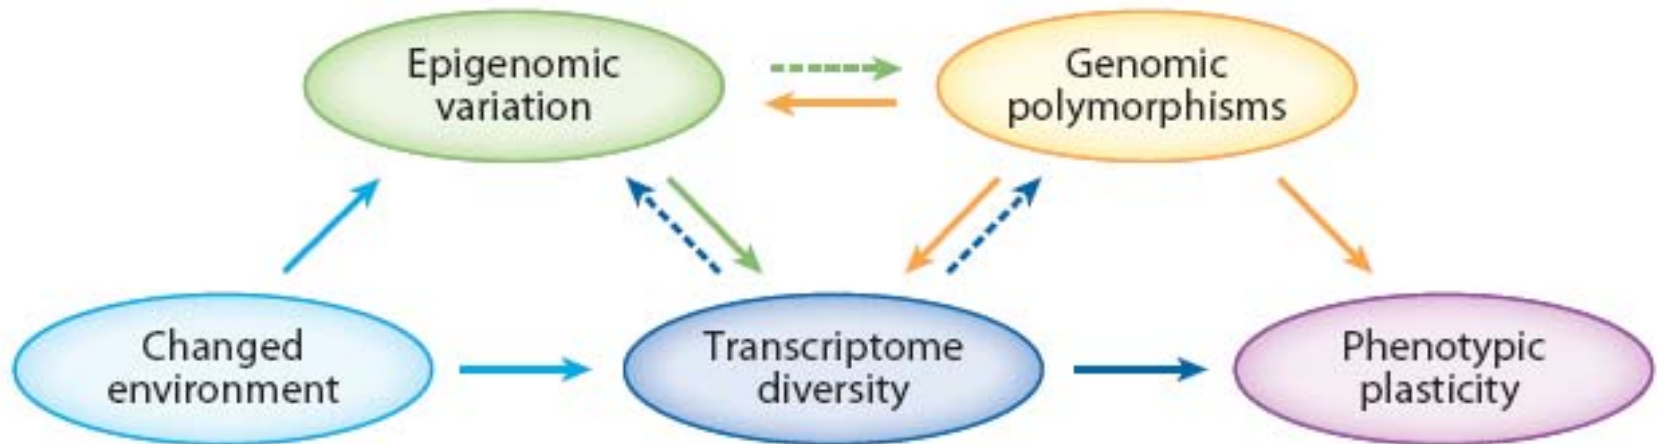 Epigenomic
variation
Genomic
polymorphisms
Changed
environment
Transcriptome
diversity
Phenotypic
plasticity